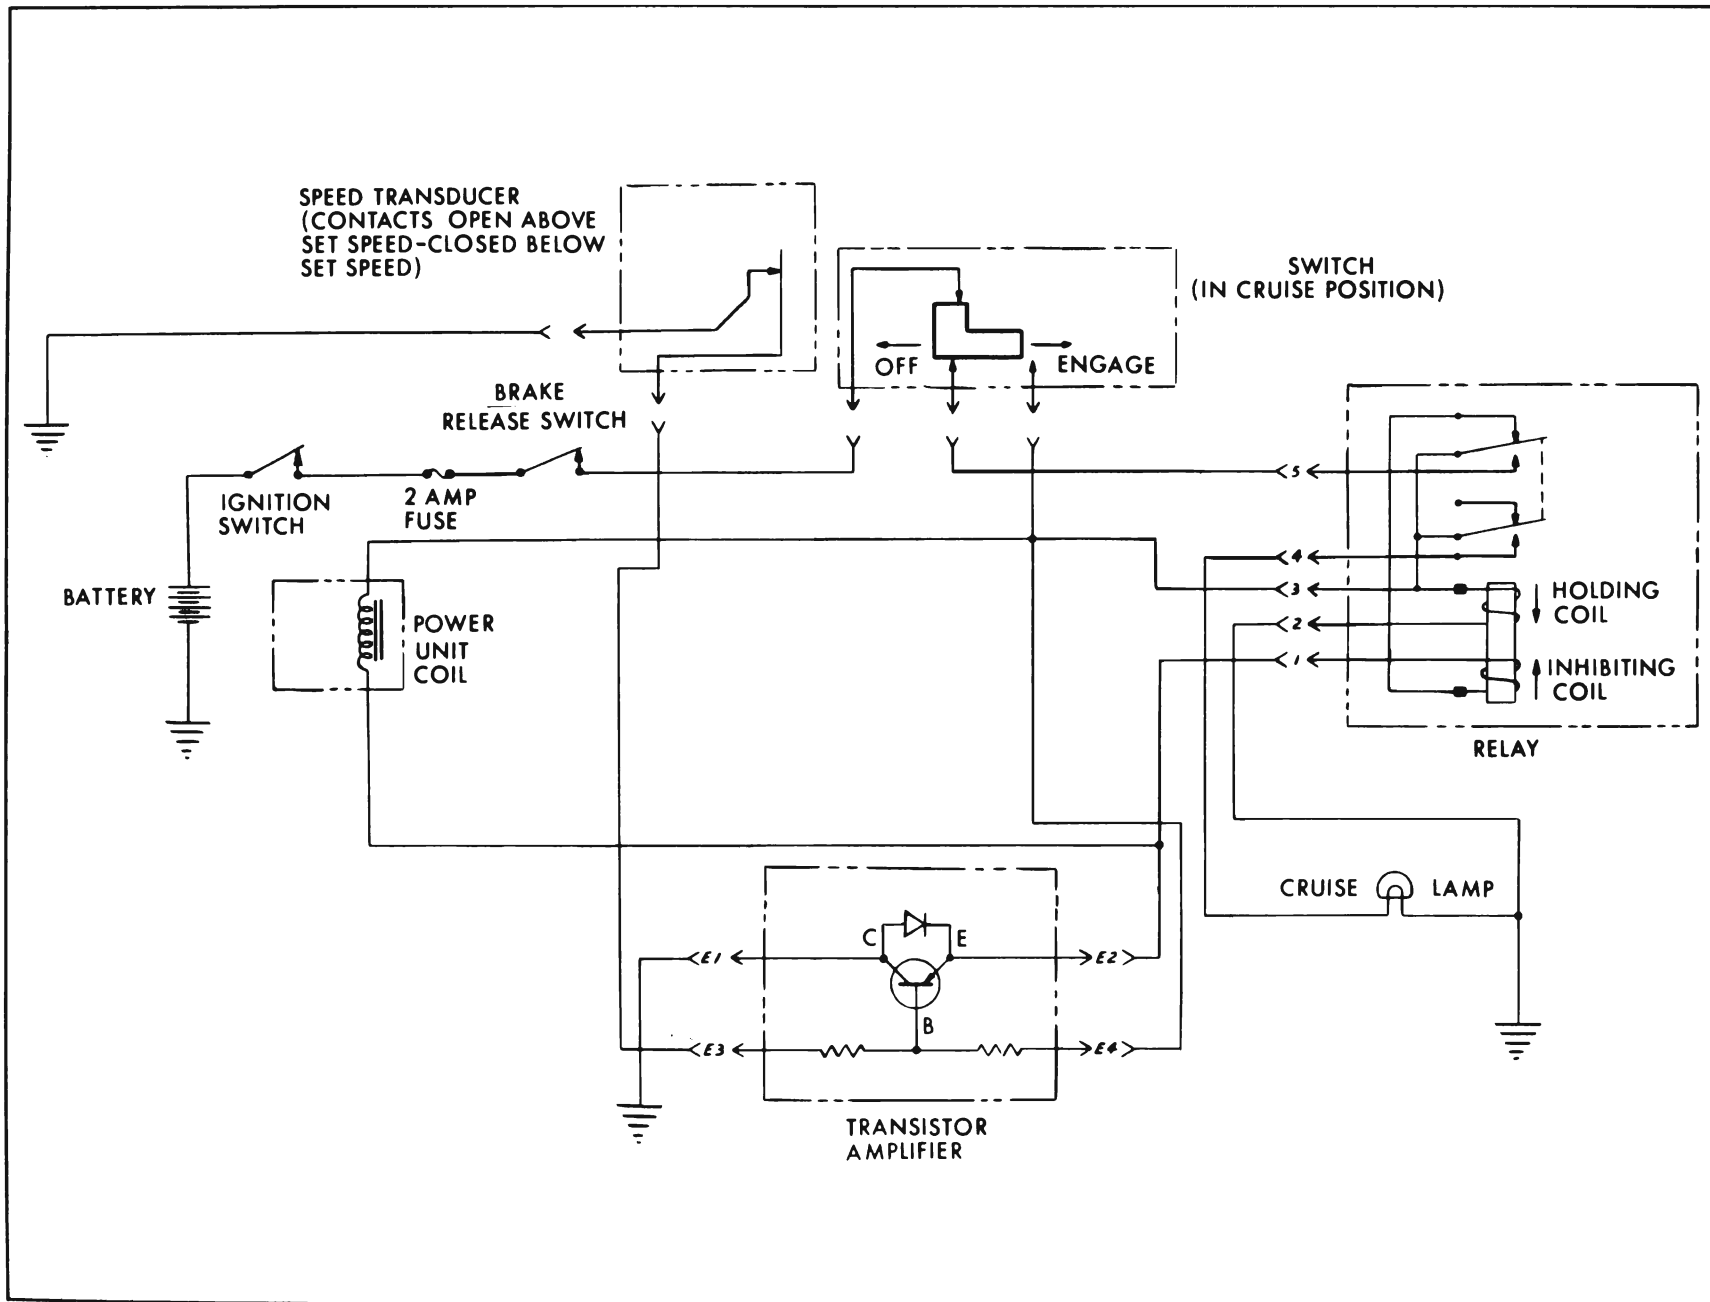 SPEED TRANSDUCER
(CONTACTS OPEN ABOVE
SET SPEED-CLOSED BELOW
SET SPEED)
SWITCH
(IN CRUISE POSITION)
OFF
ENGAGE
BRAKE
RELEASE SWITCH
IGNITION
SWITCH
2 AMP
FUSE
BATTERY
POWER
UNIT
COIL
5
4
3
2
1
HOLDING
COIL
INHIBITING
COIL
RELAY
CRUISE LAMP
C
E
B
E1
E2
E3
E4
TRANSISTOR
AMPLIFIER